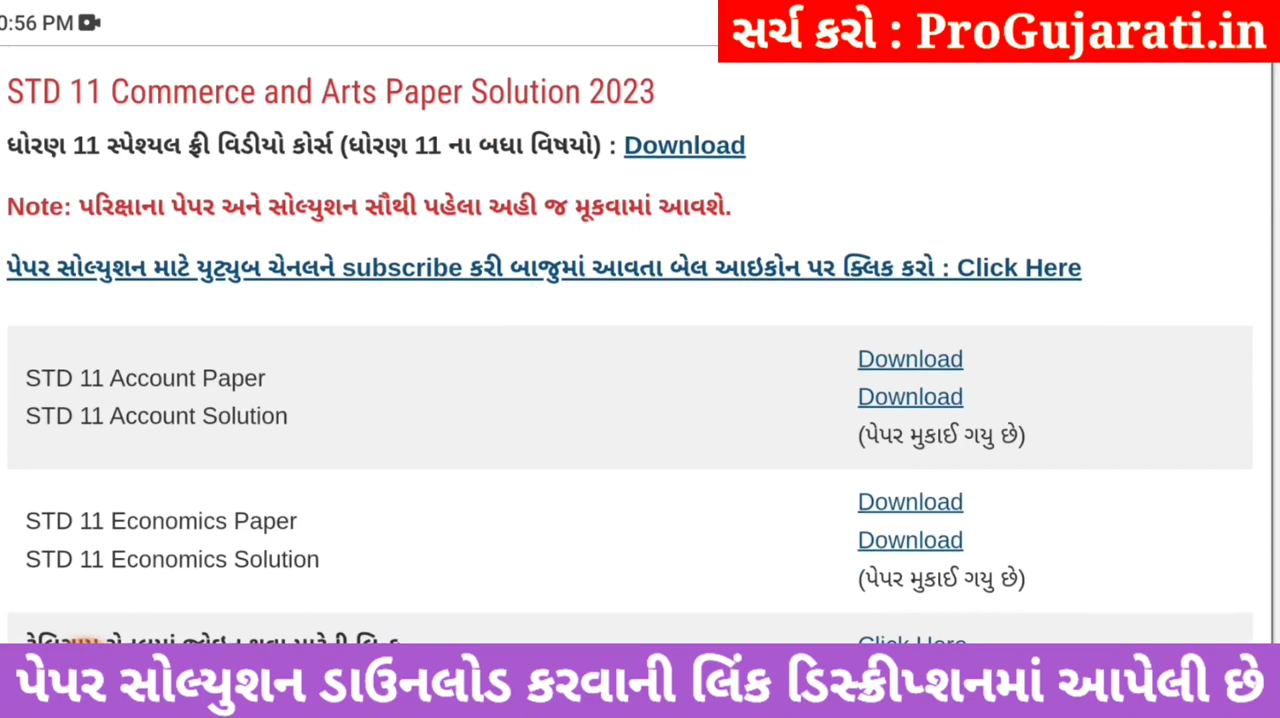 0:56 PM
સર્ચ કરો : ProGujarati.in
STD 11 Commerce and Arts Paper Solution 2023
ધોરણ 11 સ્પેશ્યલ ફ્રી વિડીયો કોર્સ (ધોરણ 11 ના બધા વિષયો) : Download
Note: પરિક્ષાના પેપર અને સોલ્યુશન સૌથી પહેલા અહી જ મૂકવામાં આવશે.
પેપર સોલ્યુશન માટે યુટ્યુબ ચેનલને subscribe કરી બાજુમાં આવતા બેલ આઇકોન પર ક્લિક કરો : Click Here
STD 11 Account Paper
STD 11 Account Solution
Download
Download
(પેપર મુકાઈ ગયુ છે)
STD 11 Economics Paper
STD 11 Economics Solution
Download
Download
(પેપર મુકાઈ ગયુ છે)
Click Here
પેપર સોલ્યુશન ડાઉનલોડ કરવાની લિંક ડિસ્ક્રીપ્શનમાં આપેલી છે